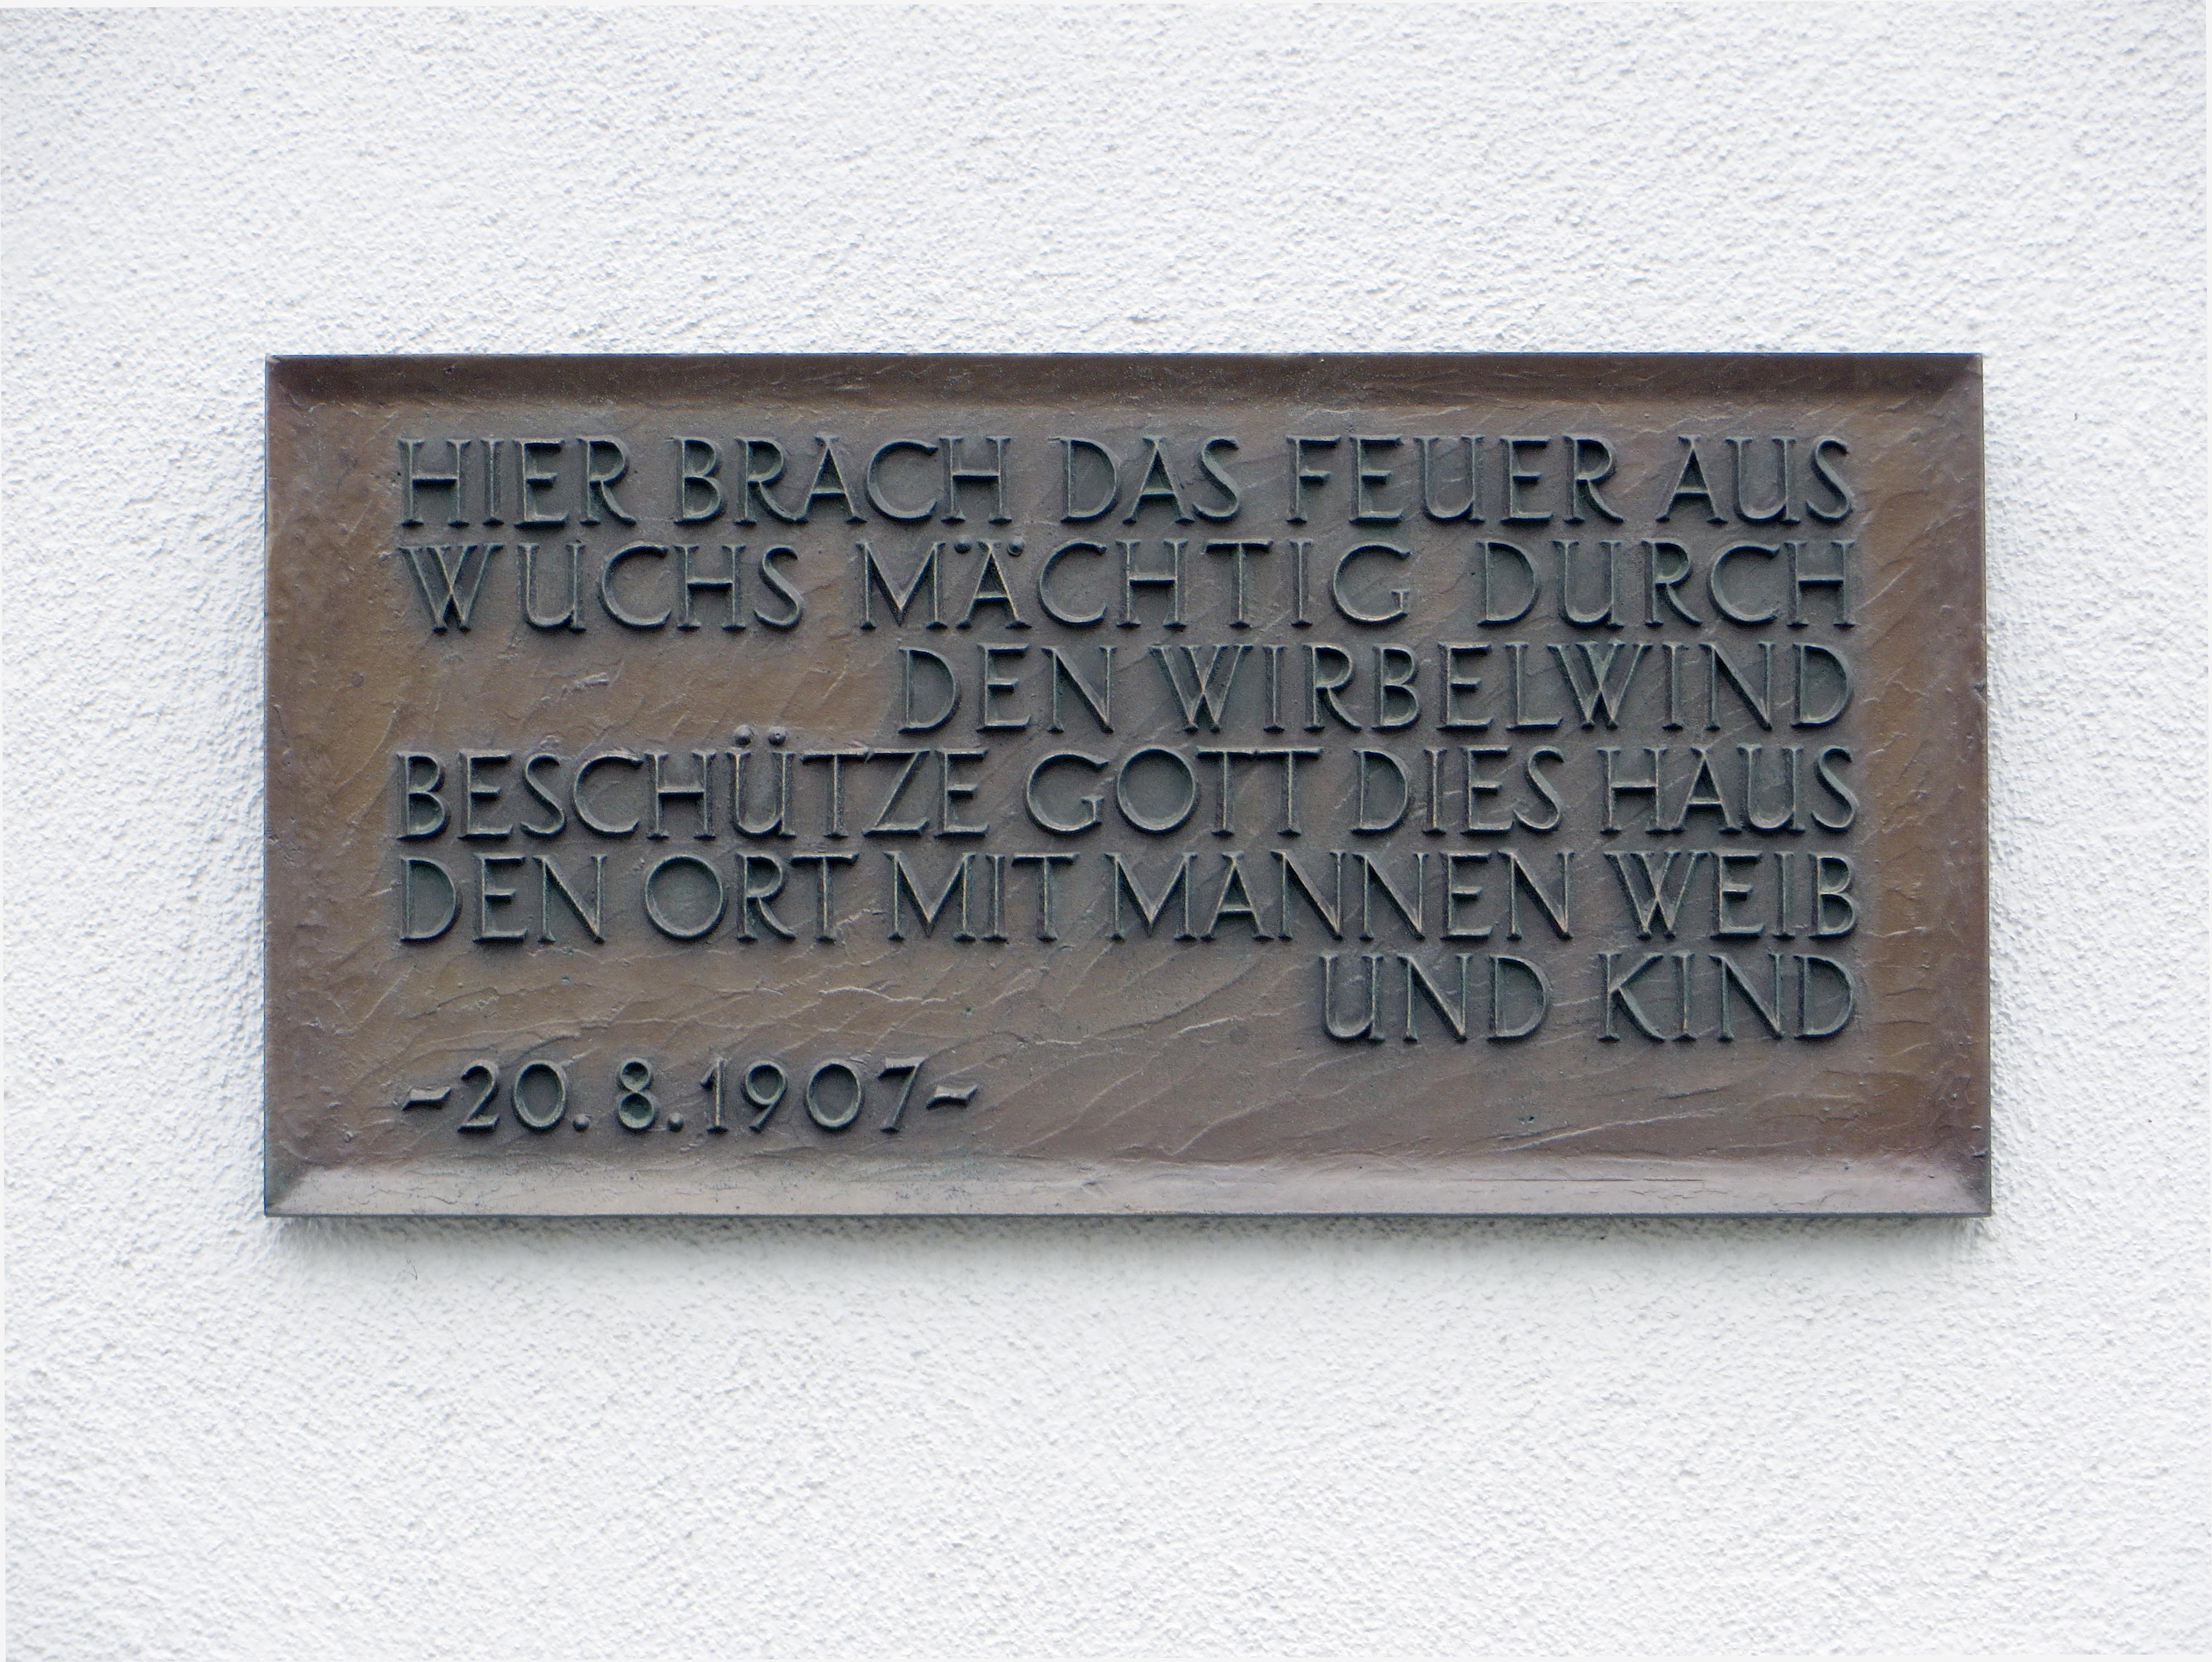 HIER BRACH DAS FEUER AUS
WUCHS MÄCHTIG DURCH
DEN WIRBELWIND
BESCHÜTZE GOTT DIES HAUS
DEN ORT MIT MANNEN WEIB
UND KIND
-20.8.1907-